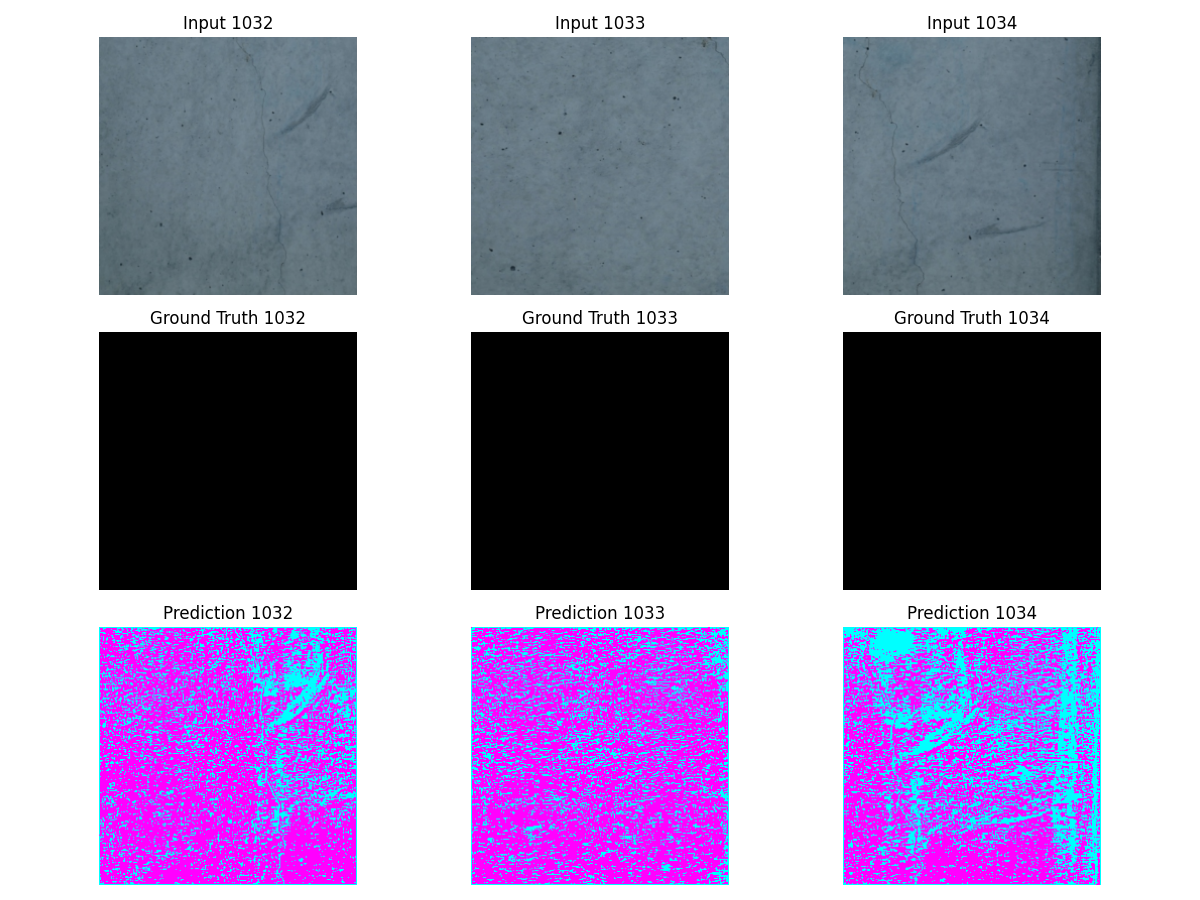 Input 1032
Input 1033
Input 1034
Ground Truth 1032
Ground Truth 1033
Ground Truth 1034
Prediction 1032
Prediction 1033
Prediction 1034